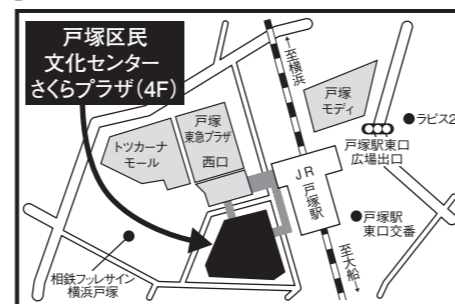 戸塚区民
文化センター
さくらプラザ(4F)
←至横浜
戸塚
モディ
●ラピス2
戸塚駅東口
広場出口
戸塚
東急プラザ
西口
トツカーナ
モール
JR
戸塚駅
●戸塚駅
東口交番
至大船→
相鉄フレッサイン
横浜戸塚